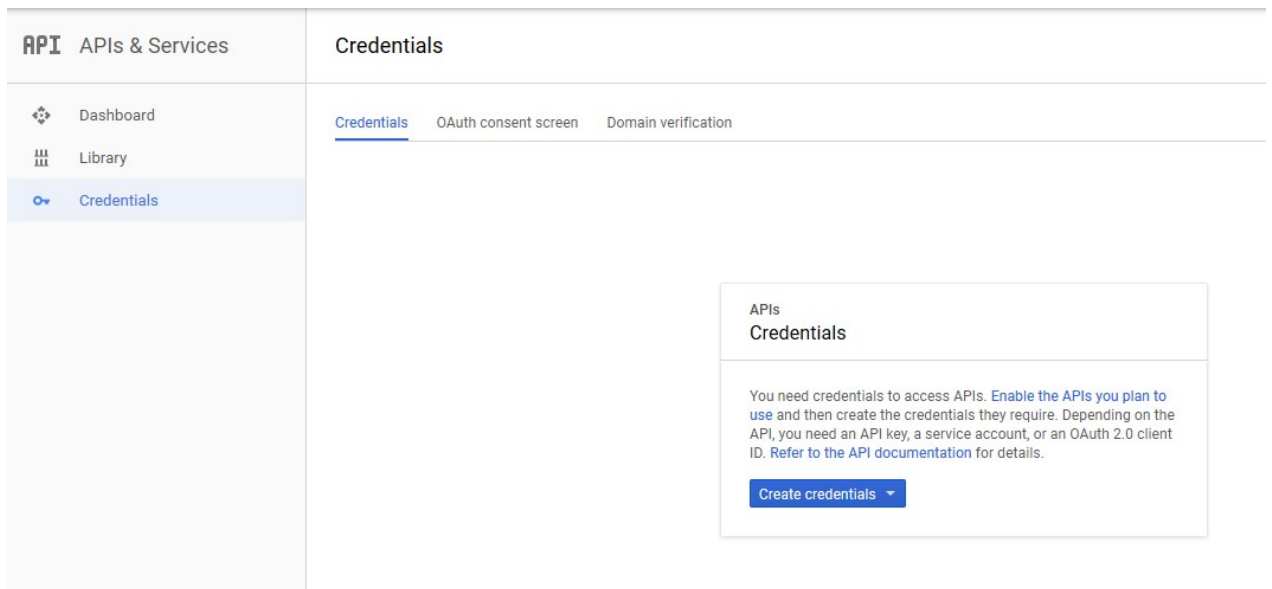 API APIs & Services
Credentials
Dashboard
Library
Credentials
Credentials OAuth consent screen Domain verification
APIs
Credentials
You need credentials to access APIs. Enable the APIs you plan to
use and then create the credentials they require. Depending on the
API, you need an API key, a service account, or an OAuth 2.0 client
ID. Refer to the API documentation for details.
Create credentials